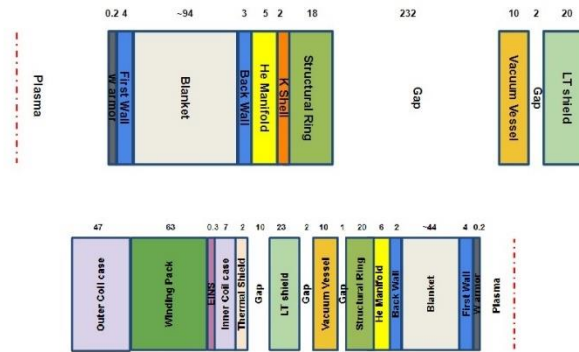 0.2 4 ~94 3 5 2 18 232 10 2 20
Plasma
W armor
First Wall
Blanket
Back Wall
He Manifold
K Shell
Structural Ring
Gap
Vacuum Vessel
Gap
LT shield
47 63 0.3 7 2 10 23 2 10 1 20 6 2 ~44 4 0.2
Outer Coil case
Winding Pack
EINS
Inner Coil case
Thermal Shield
Gap
LT shield
Gap
Vacuum Vessel
Gap
Structural Ring
He Manifold
Back Wall
Blanket
First Wall
W armor
Plasma